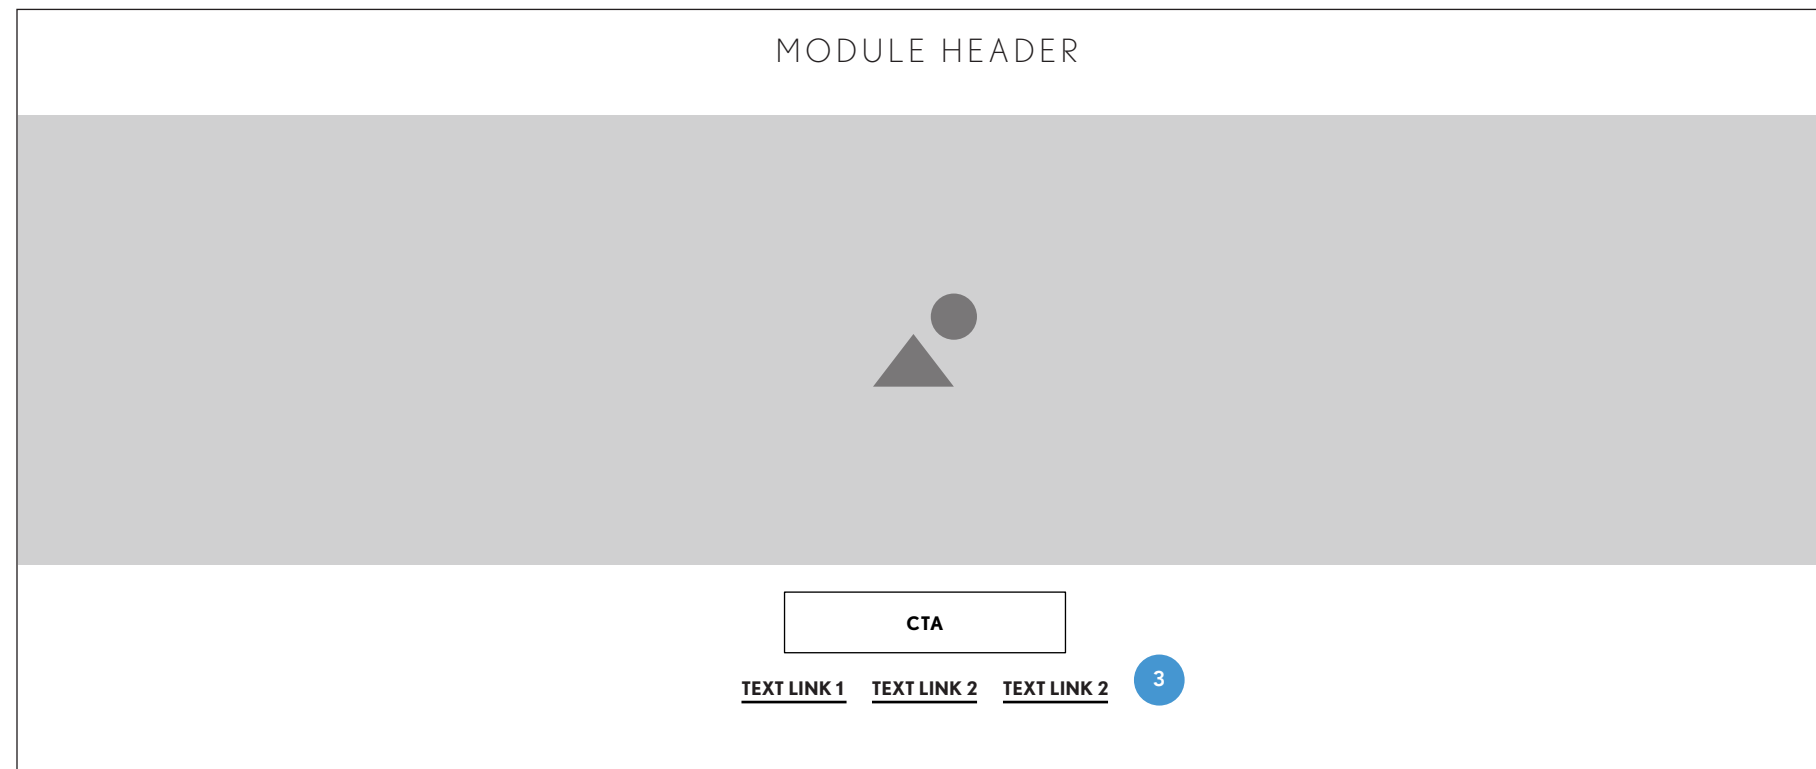 MODULE HEADER
CTA
TEXT LINK 1 TEXT LINK 2 TEXT LINK 2 3